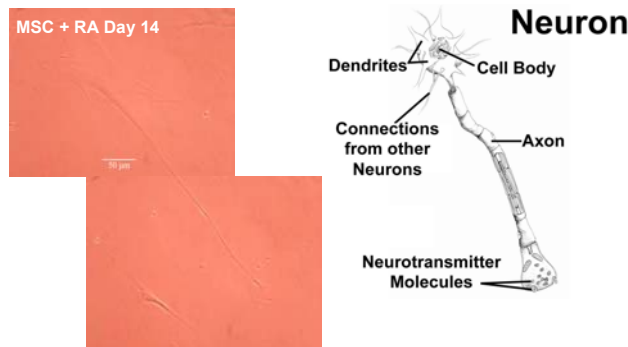 MSC + RA Day 14
50 µm
Neuron
Dendrites
Cell Body
Connections
from other
Neurons
Axon
Neurotransmitter
Molecules